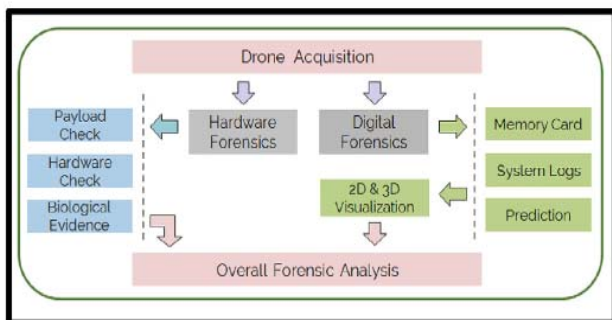 Drone Acquisition
Payload
Check
Hardware
Forensics
Digital
Forensics
Memory Card
Hardware
Check
System Logs
2D & 3D
Visualization
Biological
Evidence
Prediction
Overall Forensic Analysis